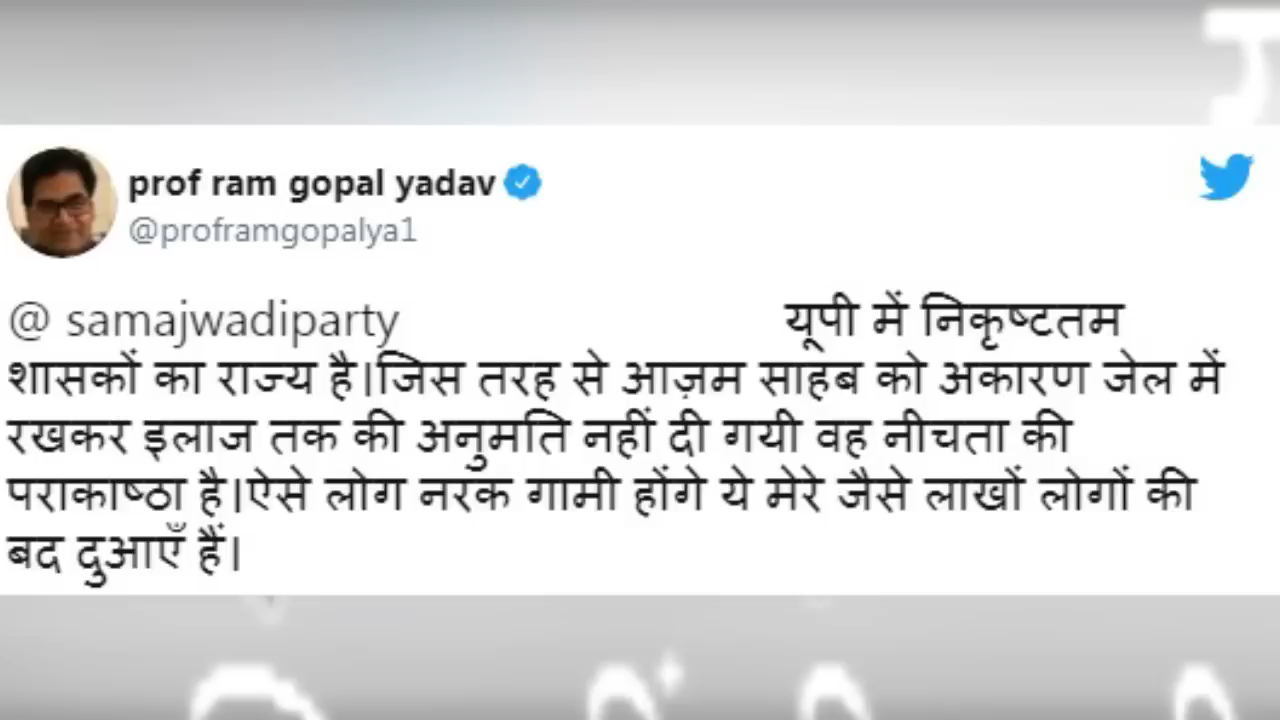 prof ram gopal yadav
@proframgopalya1
@ samajwadiparty यूपी में निकृष्टतम
शासकों का राज्य है।जिस तरह से आज़म साहब को अकारण जेल में
रखकर इलाज तक की अनुमति नहीं दी गयी वह नीचता की
पराकाष्ठा है।ऐसे लोग नरक गामी होंगे ये मेरे जैसे लाखों लोगों की
बद दुआएँ हैं।